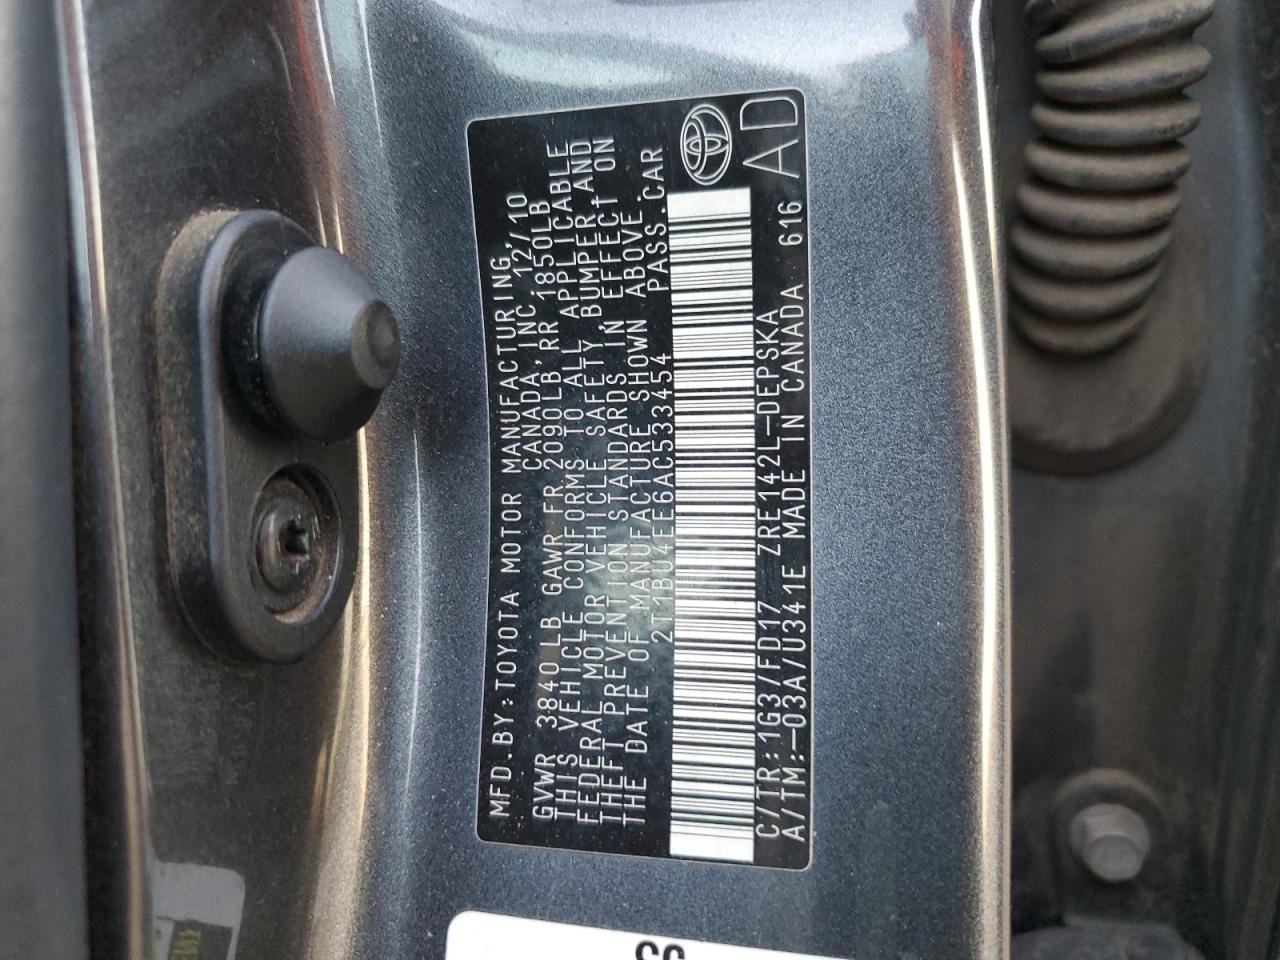 MFD.BY:TOYOTA MOTOR MANUFACTURING,
CANADA, INC. 12/10
GVWR 3840LB GAWR FR 2090LB, RR 1850LB
THIS VEHICLE CONFORMS TO ALL APPLICABLE
FEDERAL MOTOR VEHICLE SAFETY, BUMPER, AND
THEFT PREVENTION STANDARDS IN EFFECT ON
THE DATE OF MANUFACTURE SHOWN ABOVE.
2T1BU4EE6AC533454 PASS.CAR
C/TR:1G3/FD17 ZRE142L-DEPSKA
A/TM:-03A/U341E MADE IN CANADA 616
AD